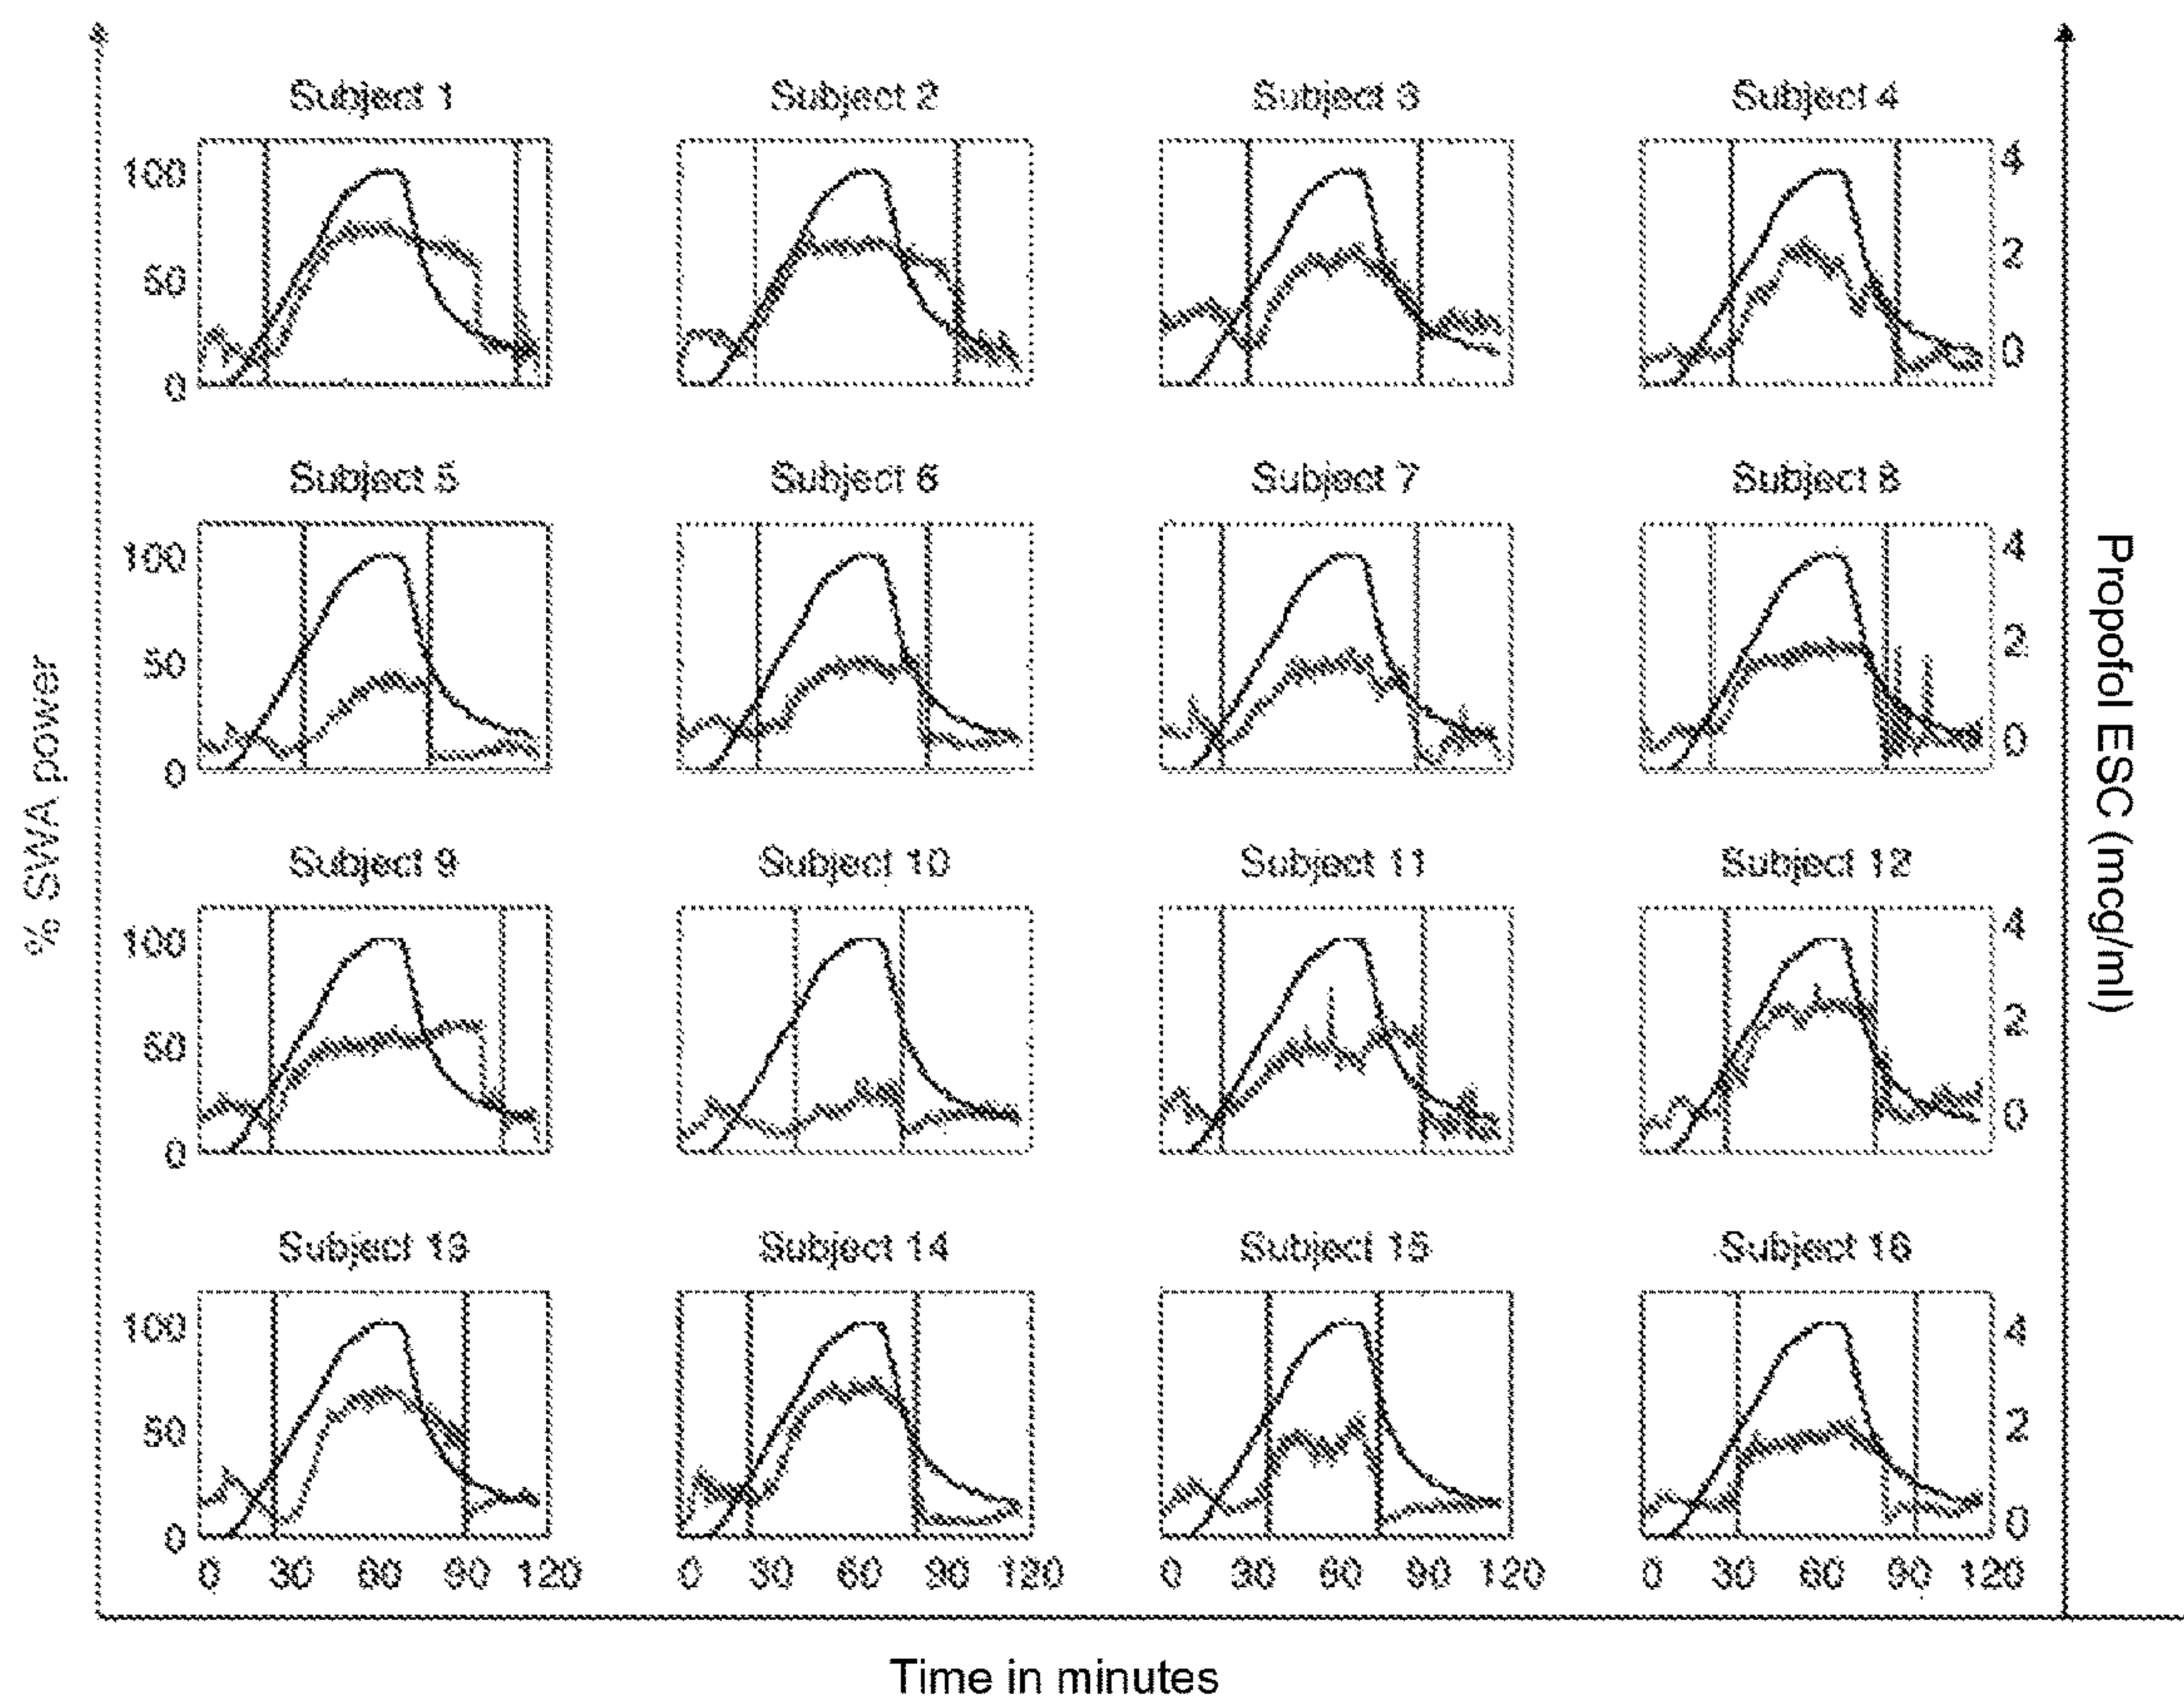 Subject 1 Subject 2 Subject 3 Subject 4
100 4
50 2
0 0
Subject 5 Subject 6 Subject 7 Subject 8
100 4
50 2
0 0
Subject 9 Subject 10 Subject 11 Subject 12
100 4
50 2
0 0
Subject 13 Subject 14 Subject 15 Subject 16
100 4
50 2
0 0
0 30 60 90 120 0 30 60 90 120 0 30 60 90 120 0 30 60 90 120
% SWA power
Propofol ESC (mcg/ml)
Time in minutes